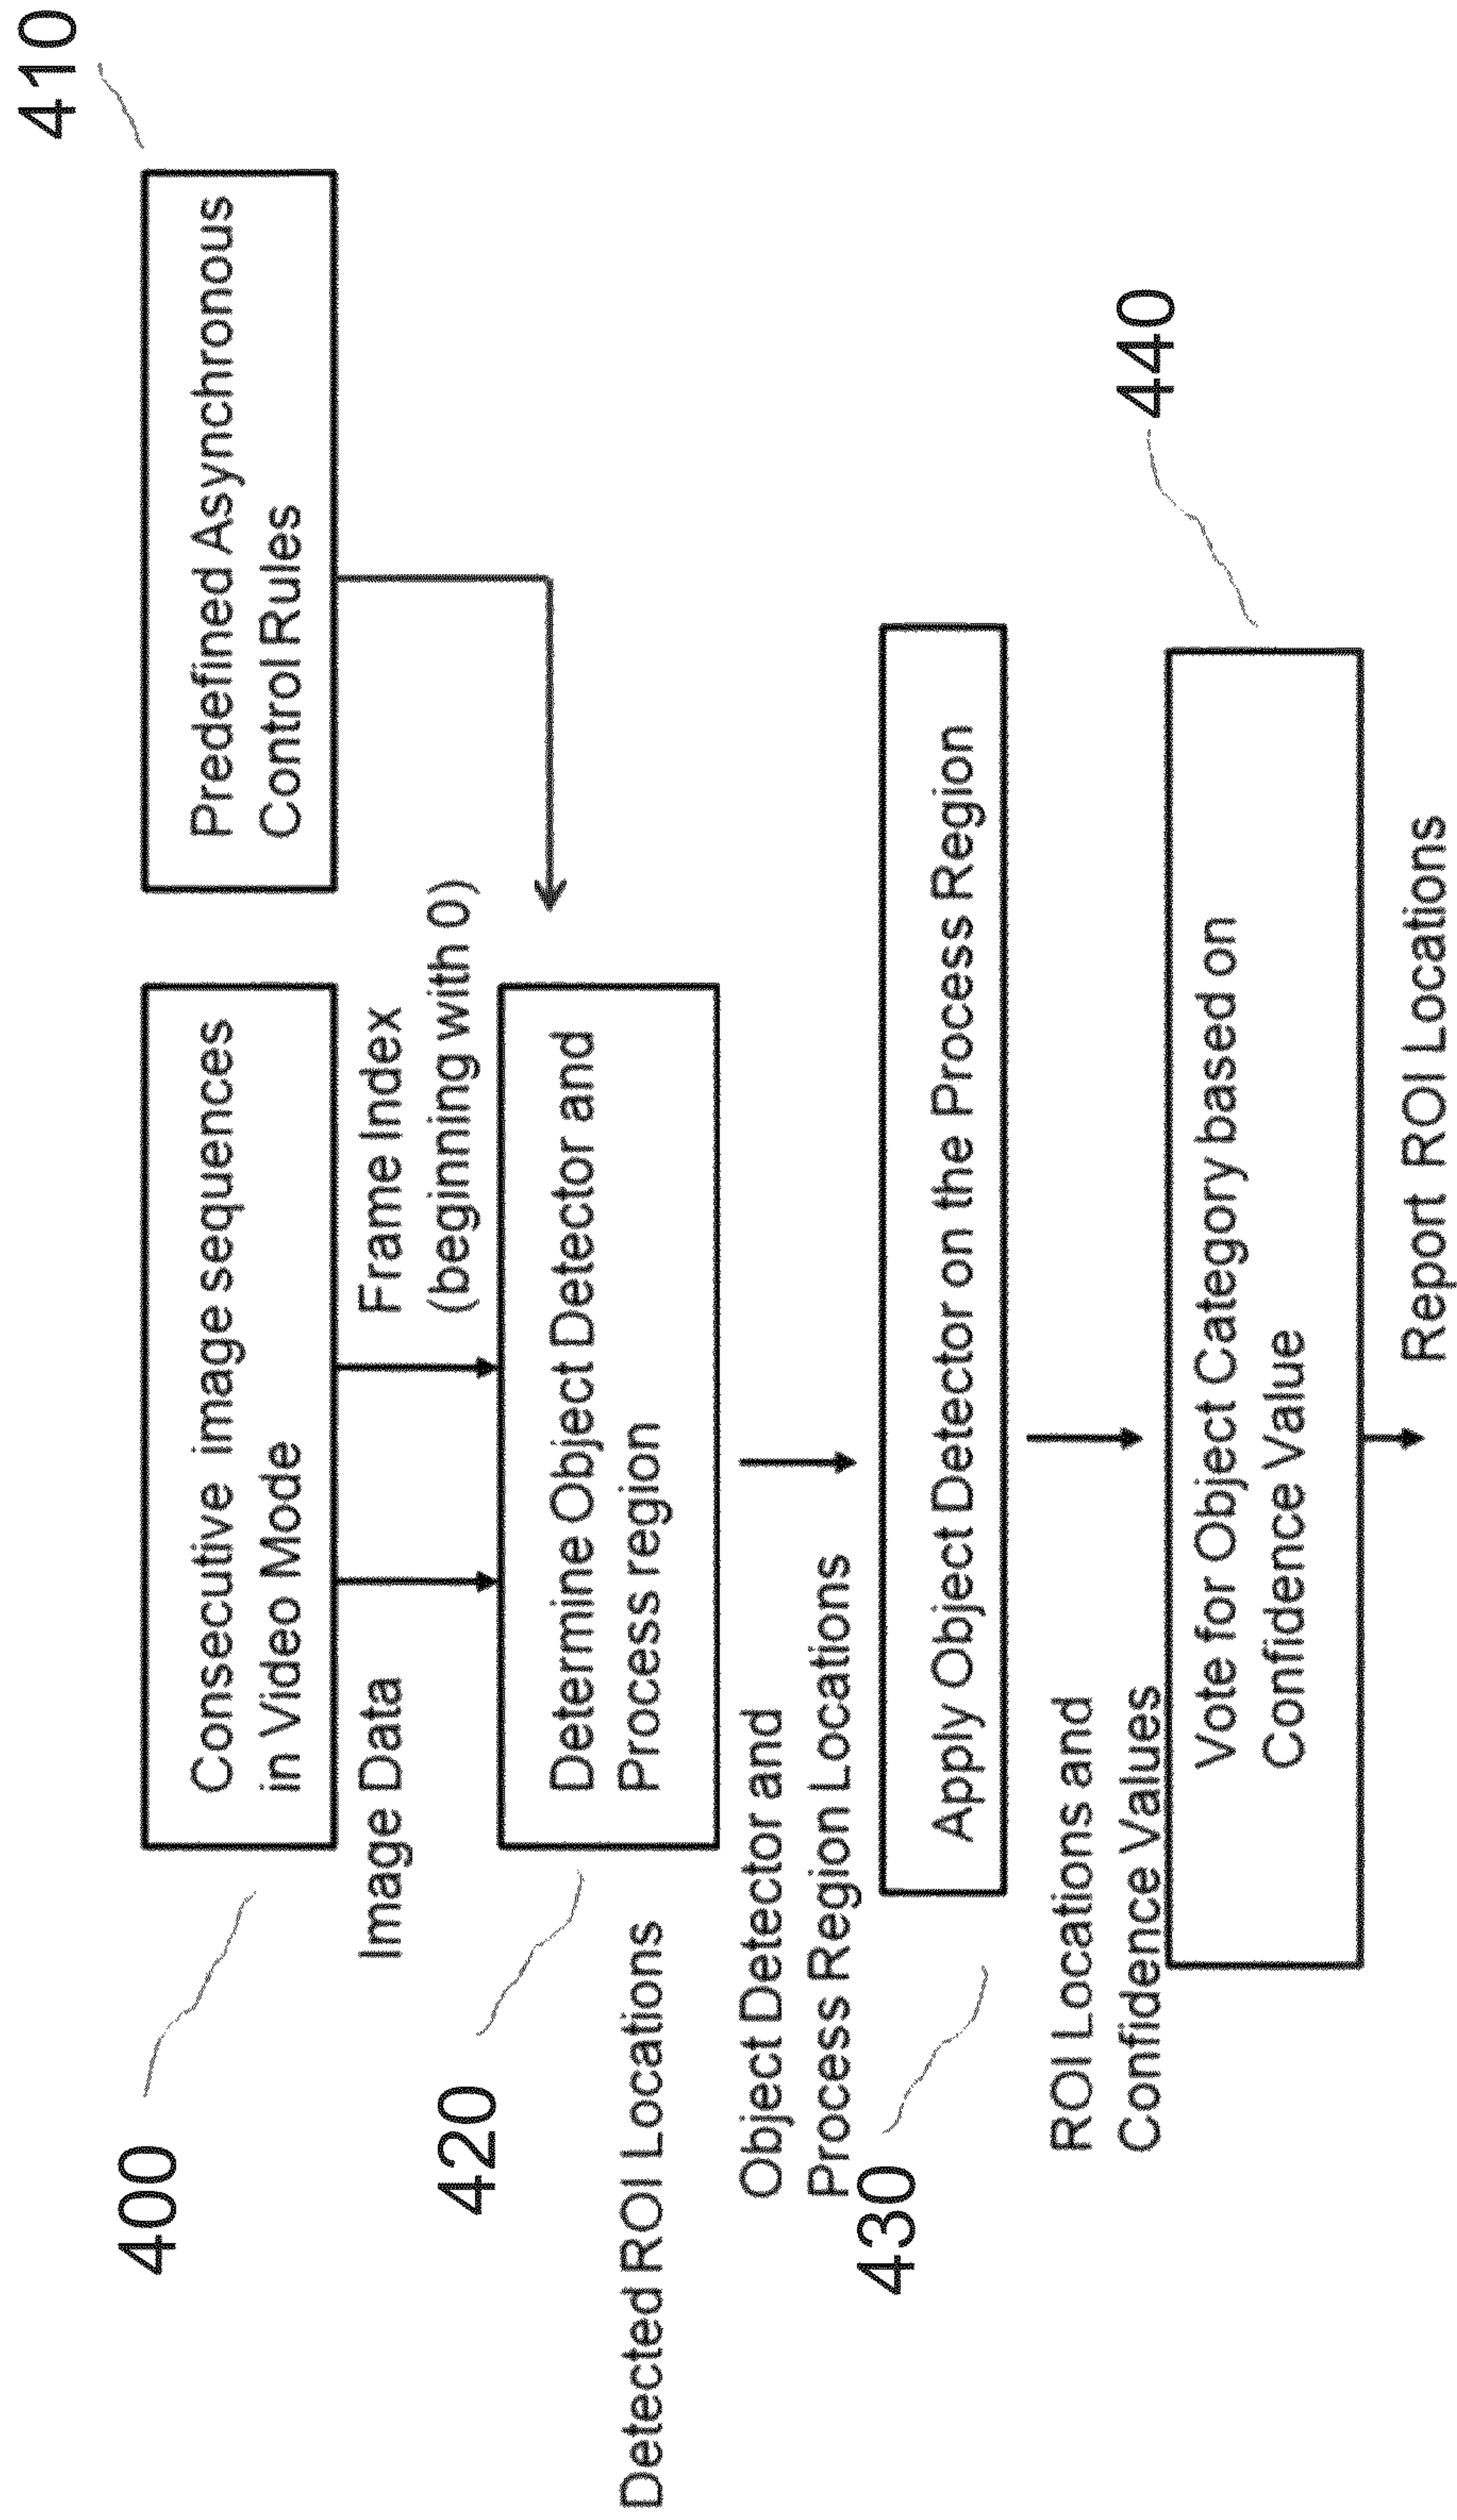 410
Predefined Asynchronous
Control Rules
400
Consecutive image sequences
in Video Mode
Image Data
Frame Index
(beginning with 0)
420
Determine Object Detector and
Process region
Detected ROI Locations
Object Detector and
Process Region Locations
430
Apply Object Detector on the Process Region
ROI Locations and
Confidence Values
440
Vote for Object Category based on
Confidence Value
Report ROI Locations